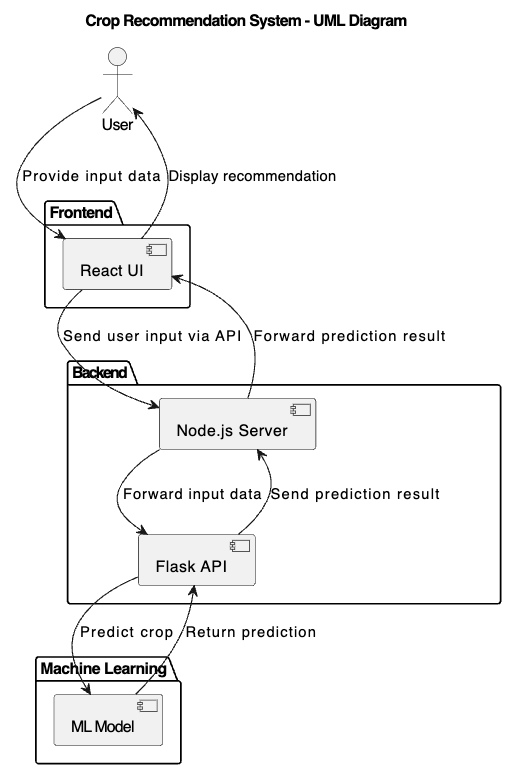 Crop Recommendation System - UML Diagram
User
Provide input data
Display recommendation
Frontend
React UI
Send user input via API
Forward prediction result
Backend
Node.js Server
Forward input data
Send prediction result
Flask API
Predict crop
Return prediction
Machine Learning
ML Model